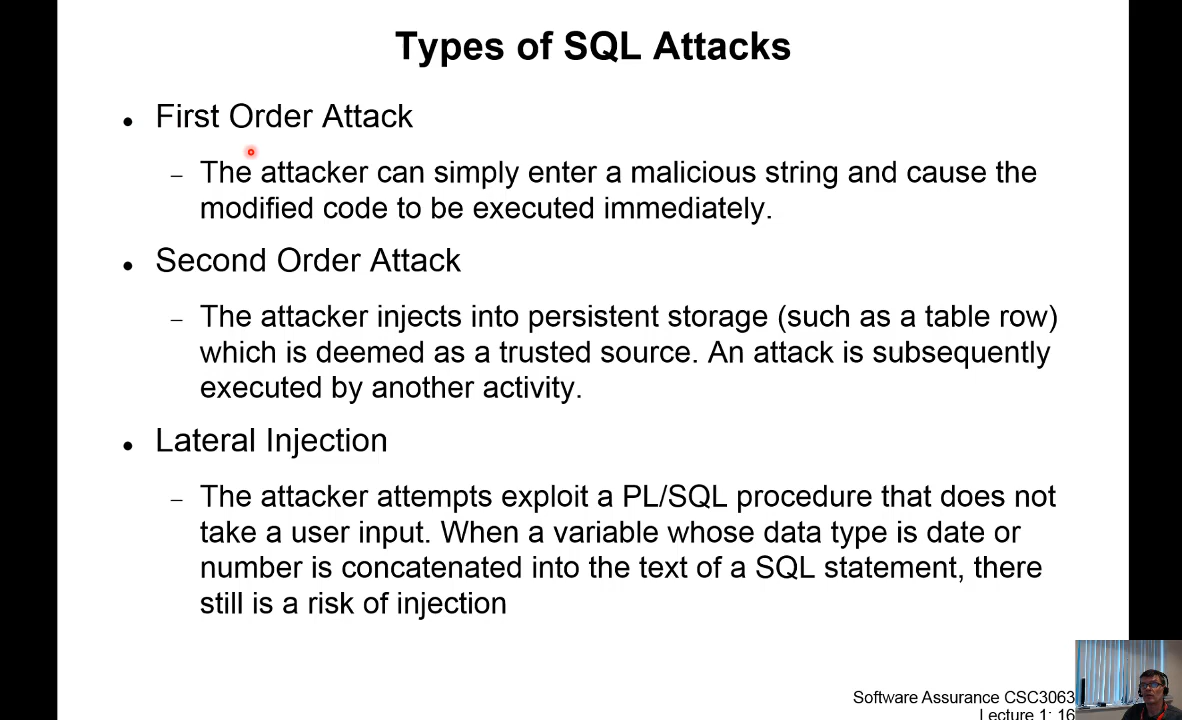 Types of SQL Attacks
● First Order Attack
– The attacker can simply enter a malicious string and cause the
modified code to be executed immediately.
● Second Order Attack
– The attacker injects into persistent storage (such as a table row)
which is deemed as a trusted source. An attack is subsequently
executed by another activity.
● Lateral Injection
– The attacker attempts exploit a PL/SQL procedure that does not
take a user input. When a variable whose data type is date or
number is concatenated into the text of a SQL statement, there
still is a risk of injection
Software Assurance CSC3063
Lecture 1: 16